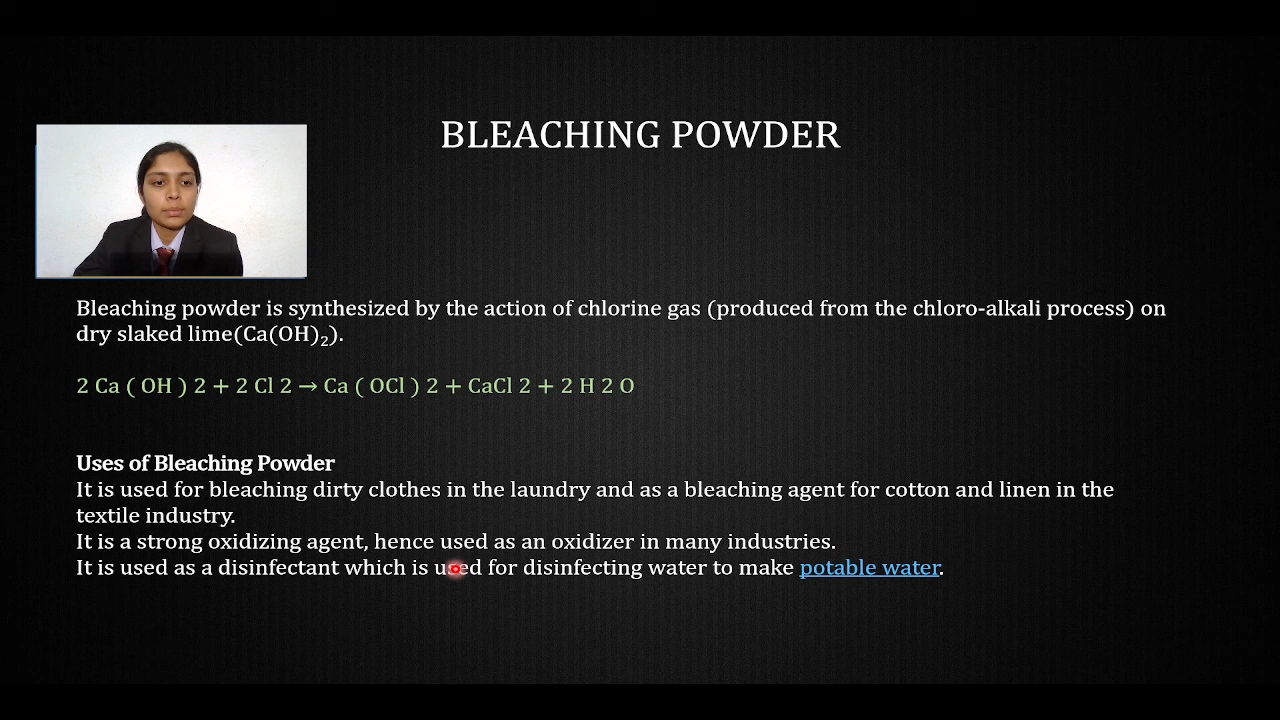 BLEACHING POWDER
Bleaching powder is synthesized by the action of chlorine gas (produced from the chloro-alkali process) on
dry slaked lime(Ca(OH)₂).
2 Ca ( OH ) 2 + 2 Cl 2 → Ca ( OCl ) 2 + CaCl 2 + 2 H 2 O
Uses of Bleaching Powder
It is used for bleaching dirty clothes in the laundry and as a bleaching agent for cotton and linen in the
textile industry.
It is a strong oxidizing agent, hence used as an oxidizer in many industries.
It is used as a disinfectant which is used for disinfecting water to make potable water.